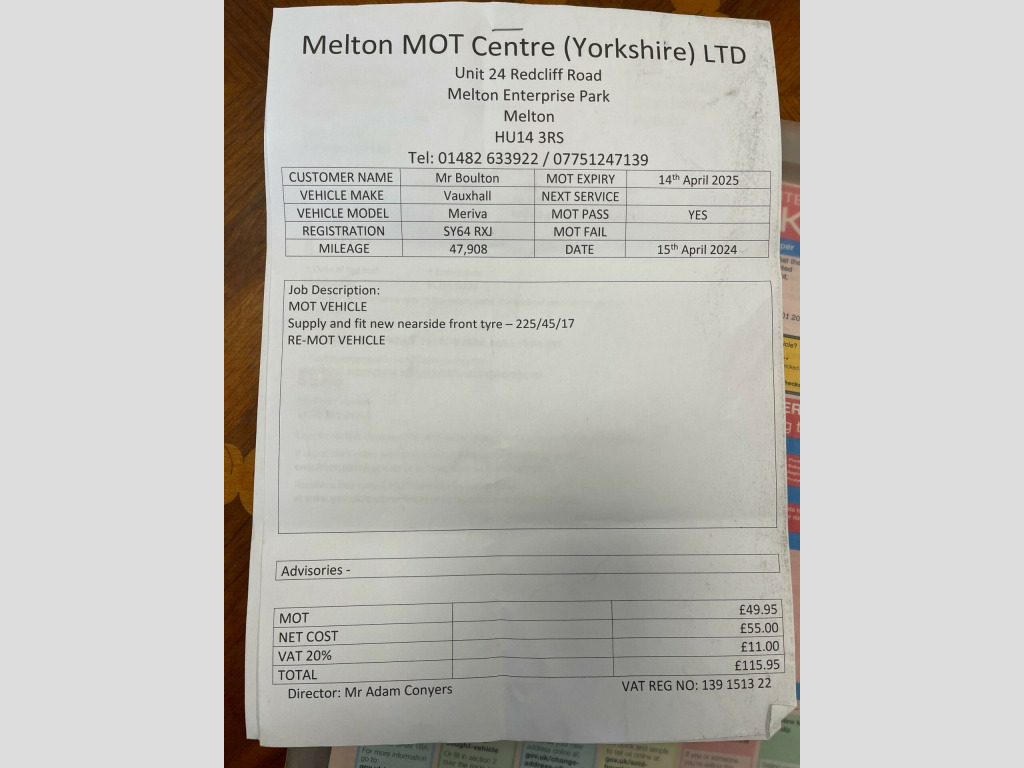 Melton MOT Centre (Yorkshire) LTD
Unit 24 Redcliff Road
Melton Enterprise Park
Melton
HU14 3RS
Tel: 01482 633922 / 07751247139
CUSTOMER NAME Mr Boulton MOT EXPIRY 14th April 2025
VEHICLE MAKE Vauxhall NEXT SERVICE
VEHICLE MODEL Meriva MOT PASS YES
REGISTRATION SY64 RXJ MOT FAIL
MILEAGE 47,908 DATE 15th April 2024
Job Description:
MOT VEHICLE
Supply and fit new nearside front tyre – 225/45/17
RE-MOT VEHICLE
Advisories -
MOT £49.95
NET COST £55.00
VAT 20% £11.00
TOTAL £115.95
Director: Mr Adam Conyers VAT REG NO: 139 1513 22